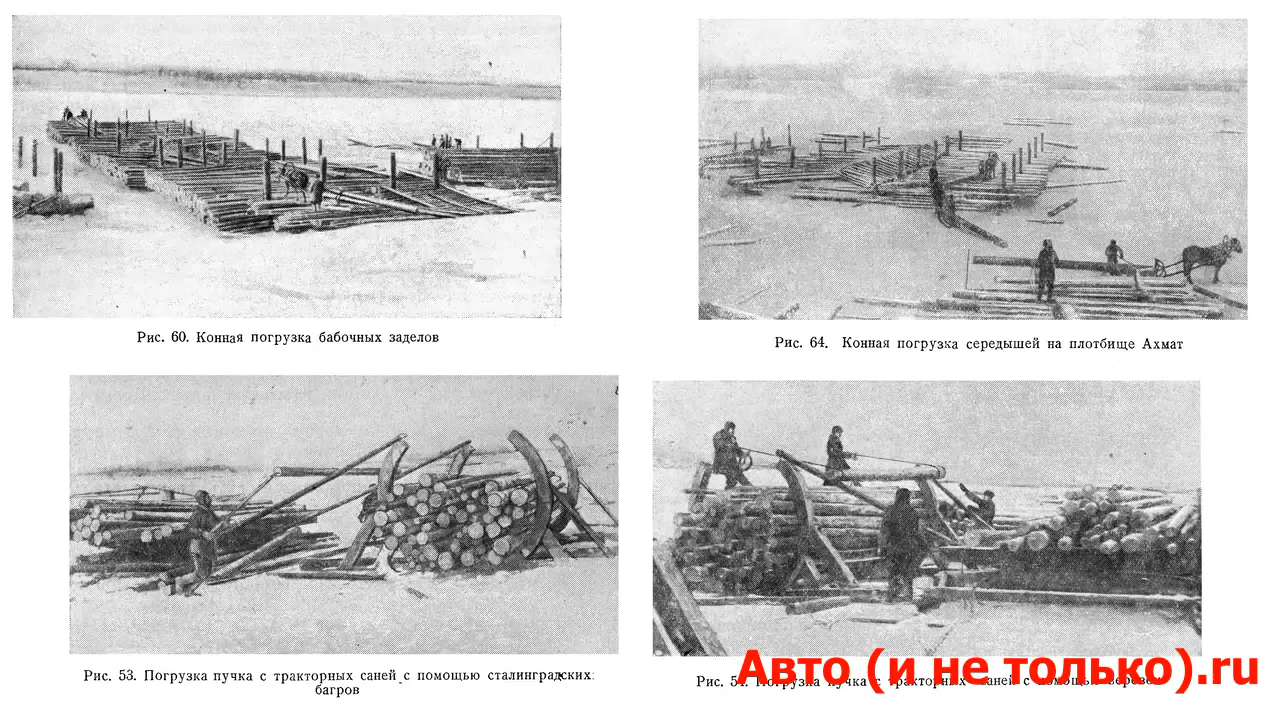 Рис. 60. Конная погрузка бабочных заделов
Рис. 64. Конная погрузка середышей на плотбище Ахмат
Рис. 53. Погрузка пучка с тракторных саней с помощью сталинградских
багров
Рис. Погрузка пучка с тракторных саней с помощью
Авто (и не только).ru